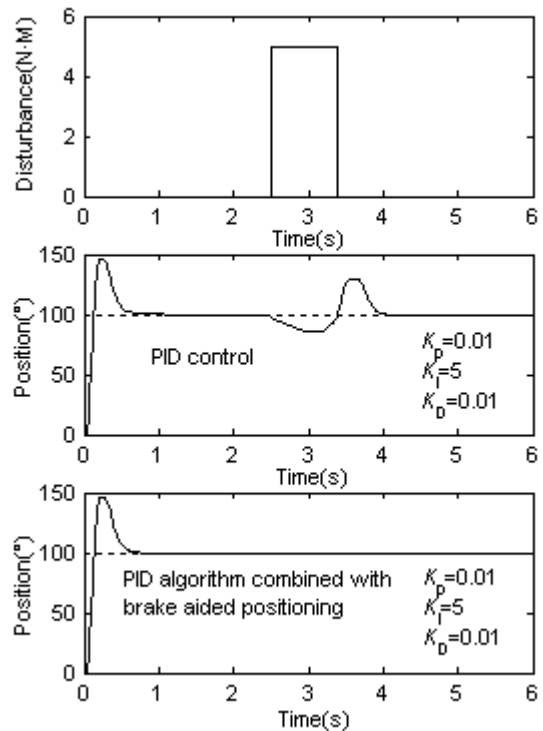 Disturbance(N·M)
6
4
2
0
0 1 2 3 4 5 6
Time(s)
Position(°)
150
100
50
0
PID control
Kp=0.01
KI=5
KD=0.01
0 1 2 3 4 5 6
Time(s)
Position(°)
150
100
50
0
PID algorithm combined with
brake aided positioning
Kp=0.01
KI=5
KD=0.01
0 1 2 3 4 5 6
Time(s)